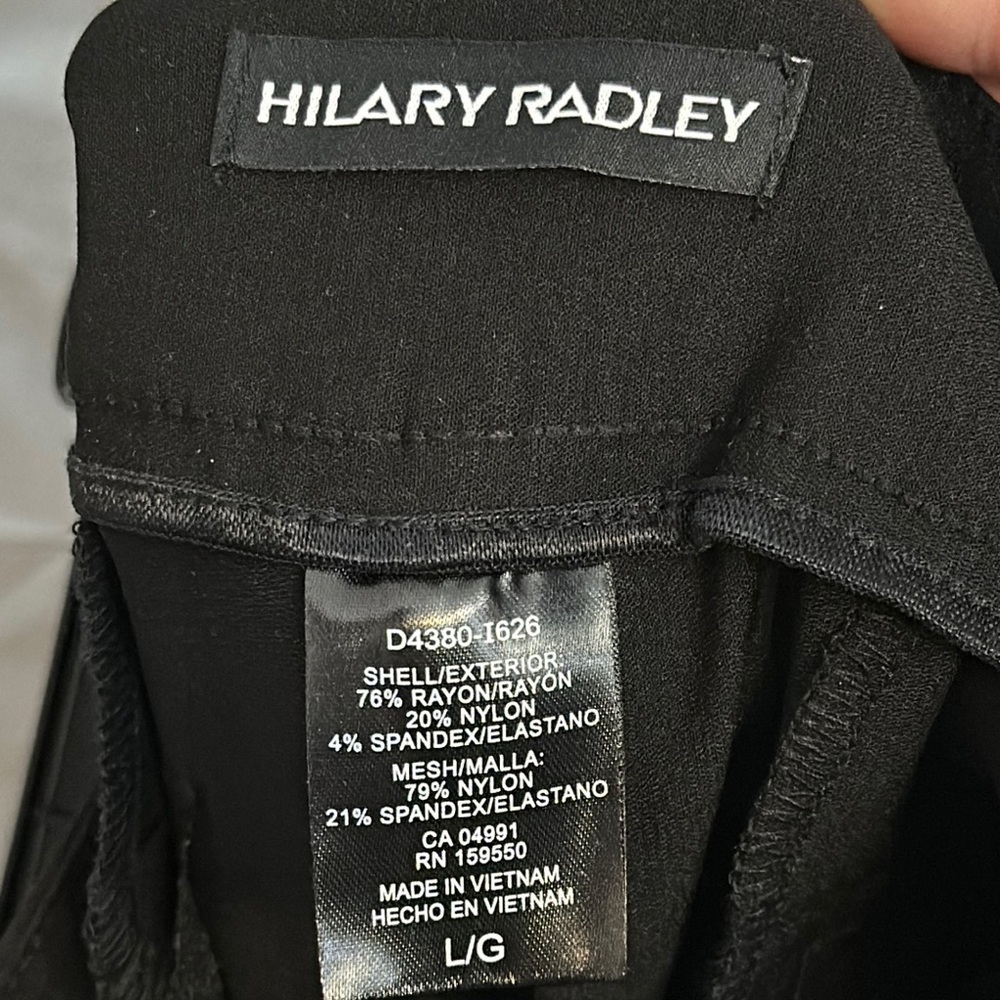 HILARY RADLEY
D4380-I626
SHELL/EXTERIOR:
76% RAYON/RAYÓN
20% NYLON
4% SPANDEX/ELASTANO
MESH/MALLA:
79% NYLON
21% SPANDEX/ELASTANO
CA 04991
RN 159550
MADE IN VIETNAM
HECHO EN VIETNAM
L/G